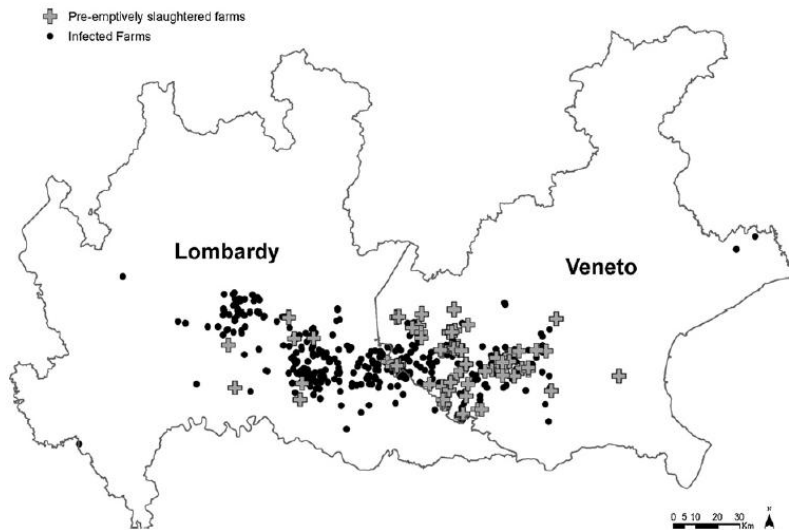 Pre-emptively slaughtered farms
Infected Farms
Lombardy
Veneto
0 5 10 20 30
Km
N